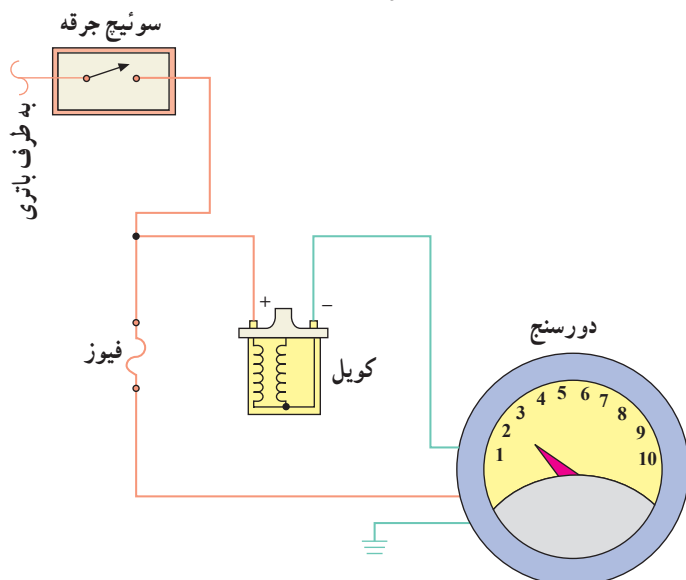 سوئیچ جرقه
به طرف باتری
+ −
دورسنج
فیوز
کویل
1 2 3 4 5 6 7 8 9 10